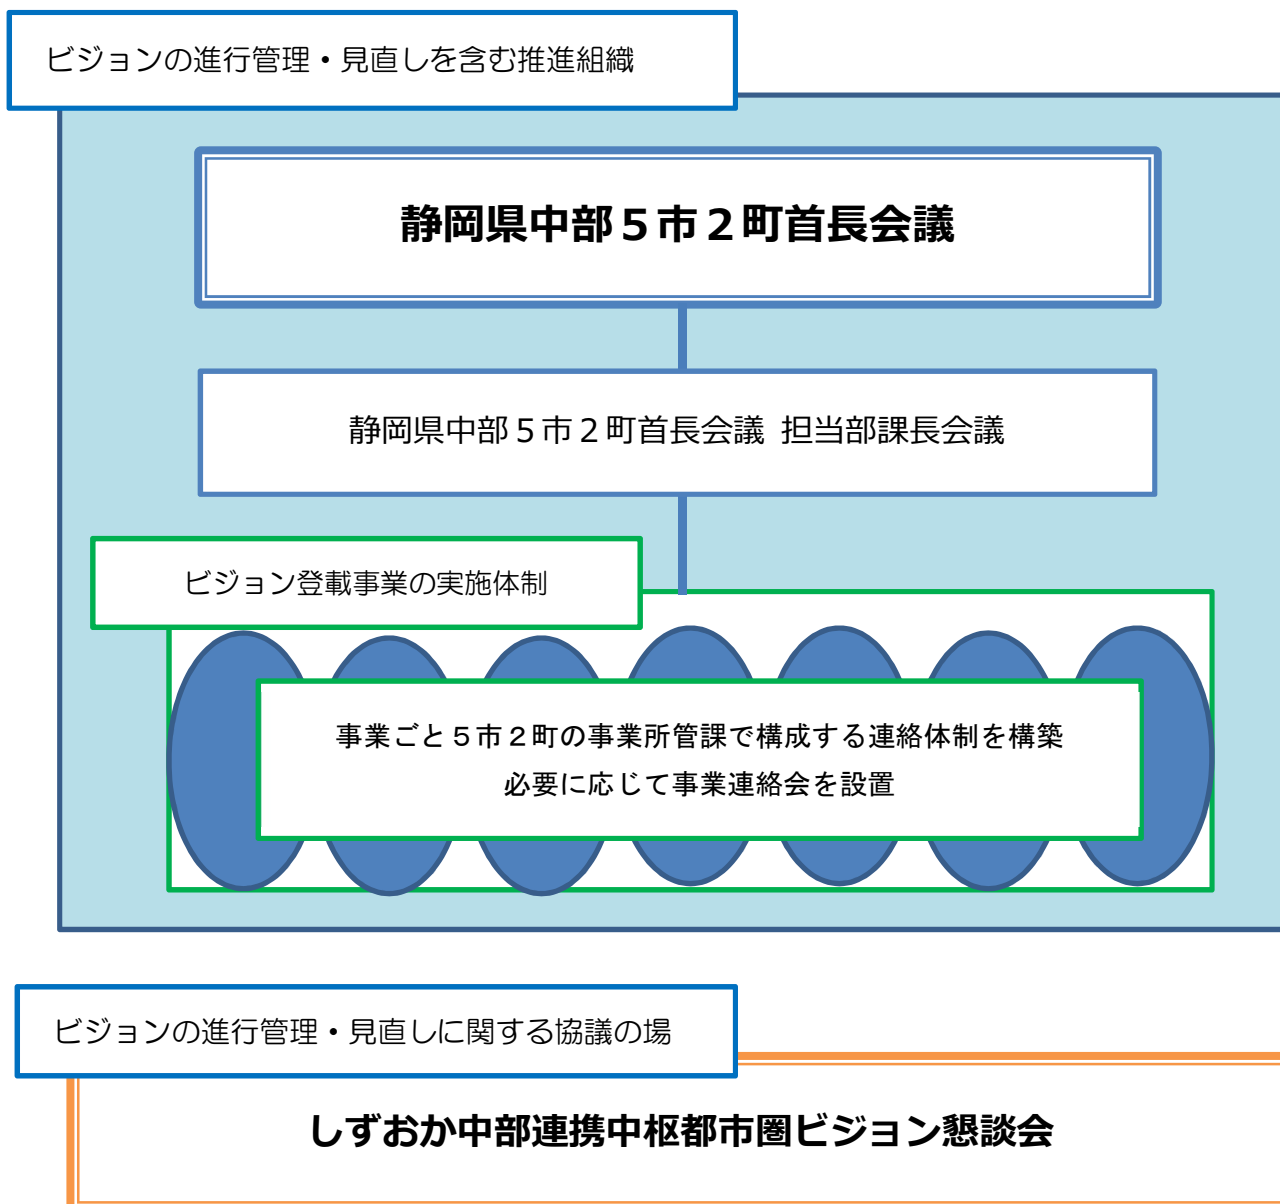 ビジョンの進行管理・見直しを含む推進組織
静岡県中部５市２町首長会議
静岡県中部５市２町首長会議 担当部課長会議
ビジョン登載事業の実施体制
事業ごと５市２町の事業所管課で構成する連絡体制を構築
必要に応じて事業連絡会を設置
ビジョンの進行管理・見直しに関する協議の場
しずおか中部連携中枢都市圏ビジョン懇談会